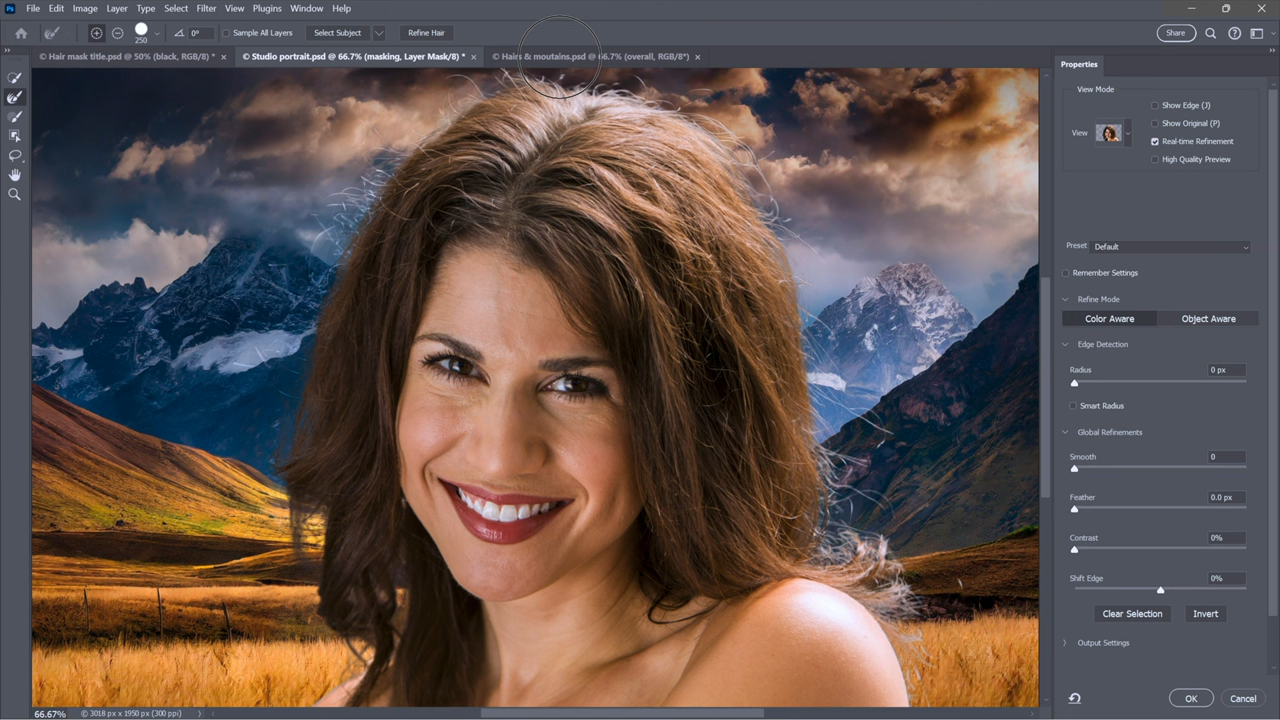 Ps File Edit Image Layer Type Select Filter View Plugins Window Help
250 0° Sample All Layers Select Subject Refine Hair Share
© Hair mask title.psd @ 50% (black, RGB/8) * × © Studio portrait.psd @ 66.7% (masking, Layer Mask/8) * × © Hairs & moutains.psd @ 66.7% (overall, RGB/8*) ×
Properties
View Mode
Show Edge (J)
Show Original (P)
View
Real-time Refinement
High Quality Preview
Preset Default
Remember Settings
Refine Mode
Color Aware Object Aware
Edge Detection
Radius 0 px
Smart Radius
Global Refinements
Smooth 0
Feather 0.0 px
Contrast 0%
Shift Edge 0%
Clear Selection Invert
Output Settings
OK Cancel
66.67% © 3018 px x 1950 px (300 ppi)